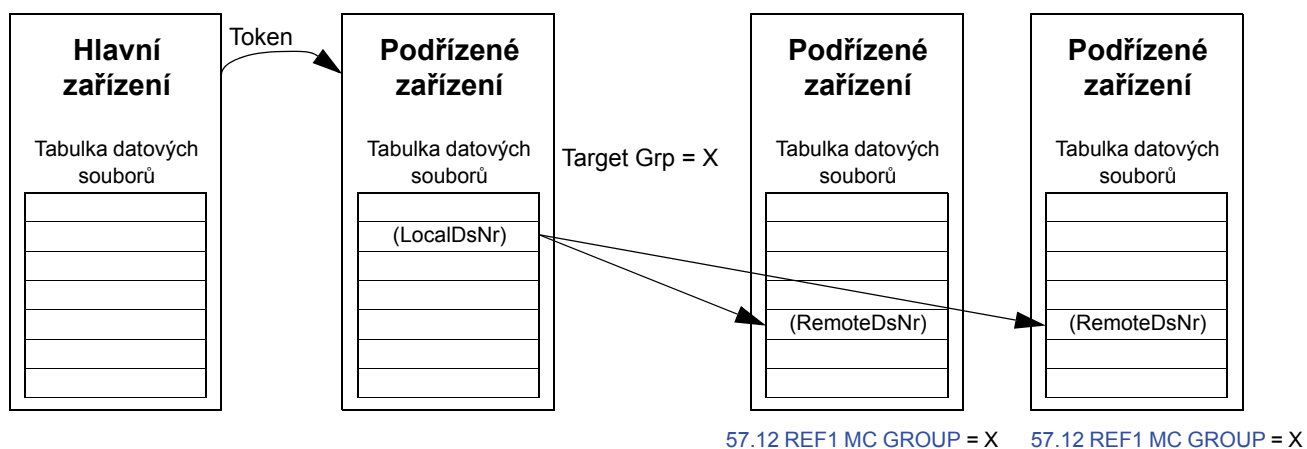 Hlavní
zařízení
Tabulka datových
souborů
Token
Podřízené
zařízení
Tabulka datových
souborů
(LocalDsNr)
Target Grp = X
Podřízené
zařízení
Tabulka datových
souborů
(RemoteDsNr)
57.12 REF1 MC GROUP = X
Podřízené
zařízení
Tabulka datových
souborů
(RemoteDsNr)
57.12 REF1 MC GROUP = X